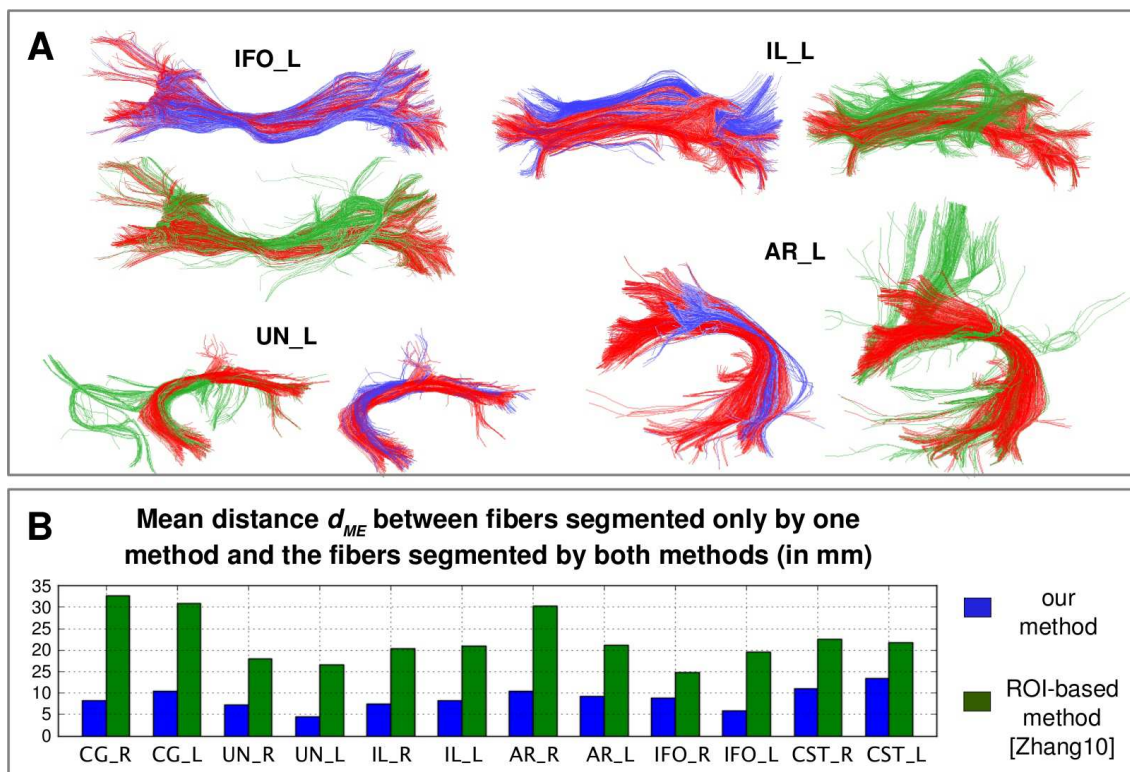 A
IFO_L
IL_L
AR_L
UN_L
B
Mean distance d_ME between fibers segmented only by one
method and the fibers segmented by both methods (in mm)
35
30
25
20
15
10
5
0
CG_R CG_L UN_R UN_L IL_R IL_L AR_R AR_L IFO_R IFO_L CST_R CST_L
our
method
ROI-based
method
[Zhang10]